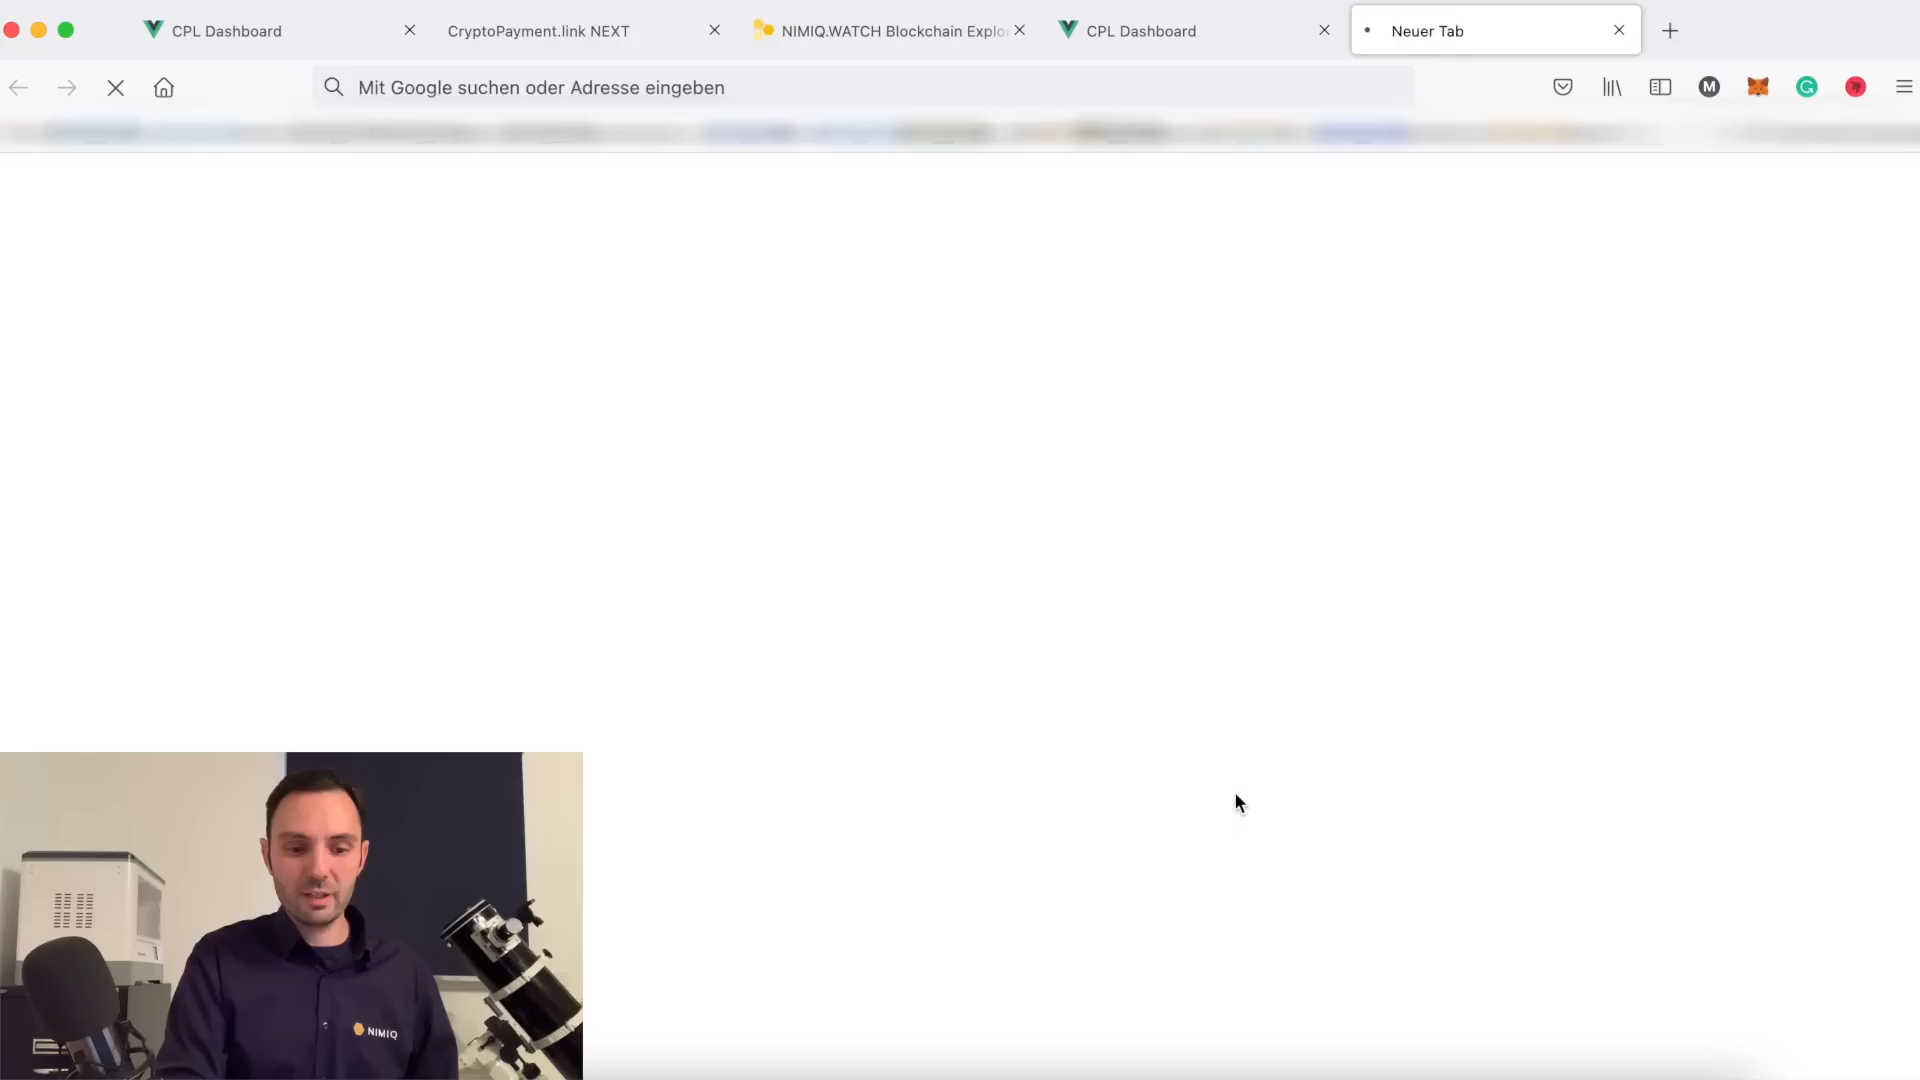 CPL Dashboard
CryptoPayment.link NEXT
NIMIQ.WATCH Blockchain Explo
CPL Dashboard
Neuer Tab
Mit Google suchen oder Adresse eingeben
M
G
NIMIQ